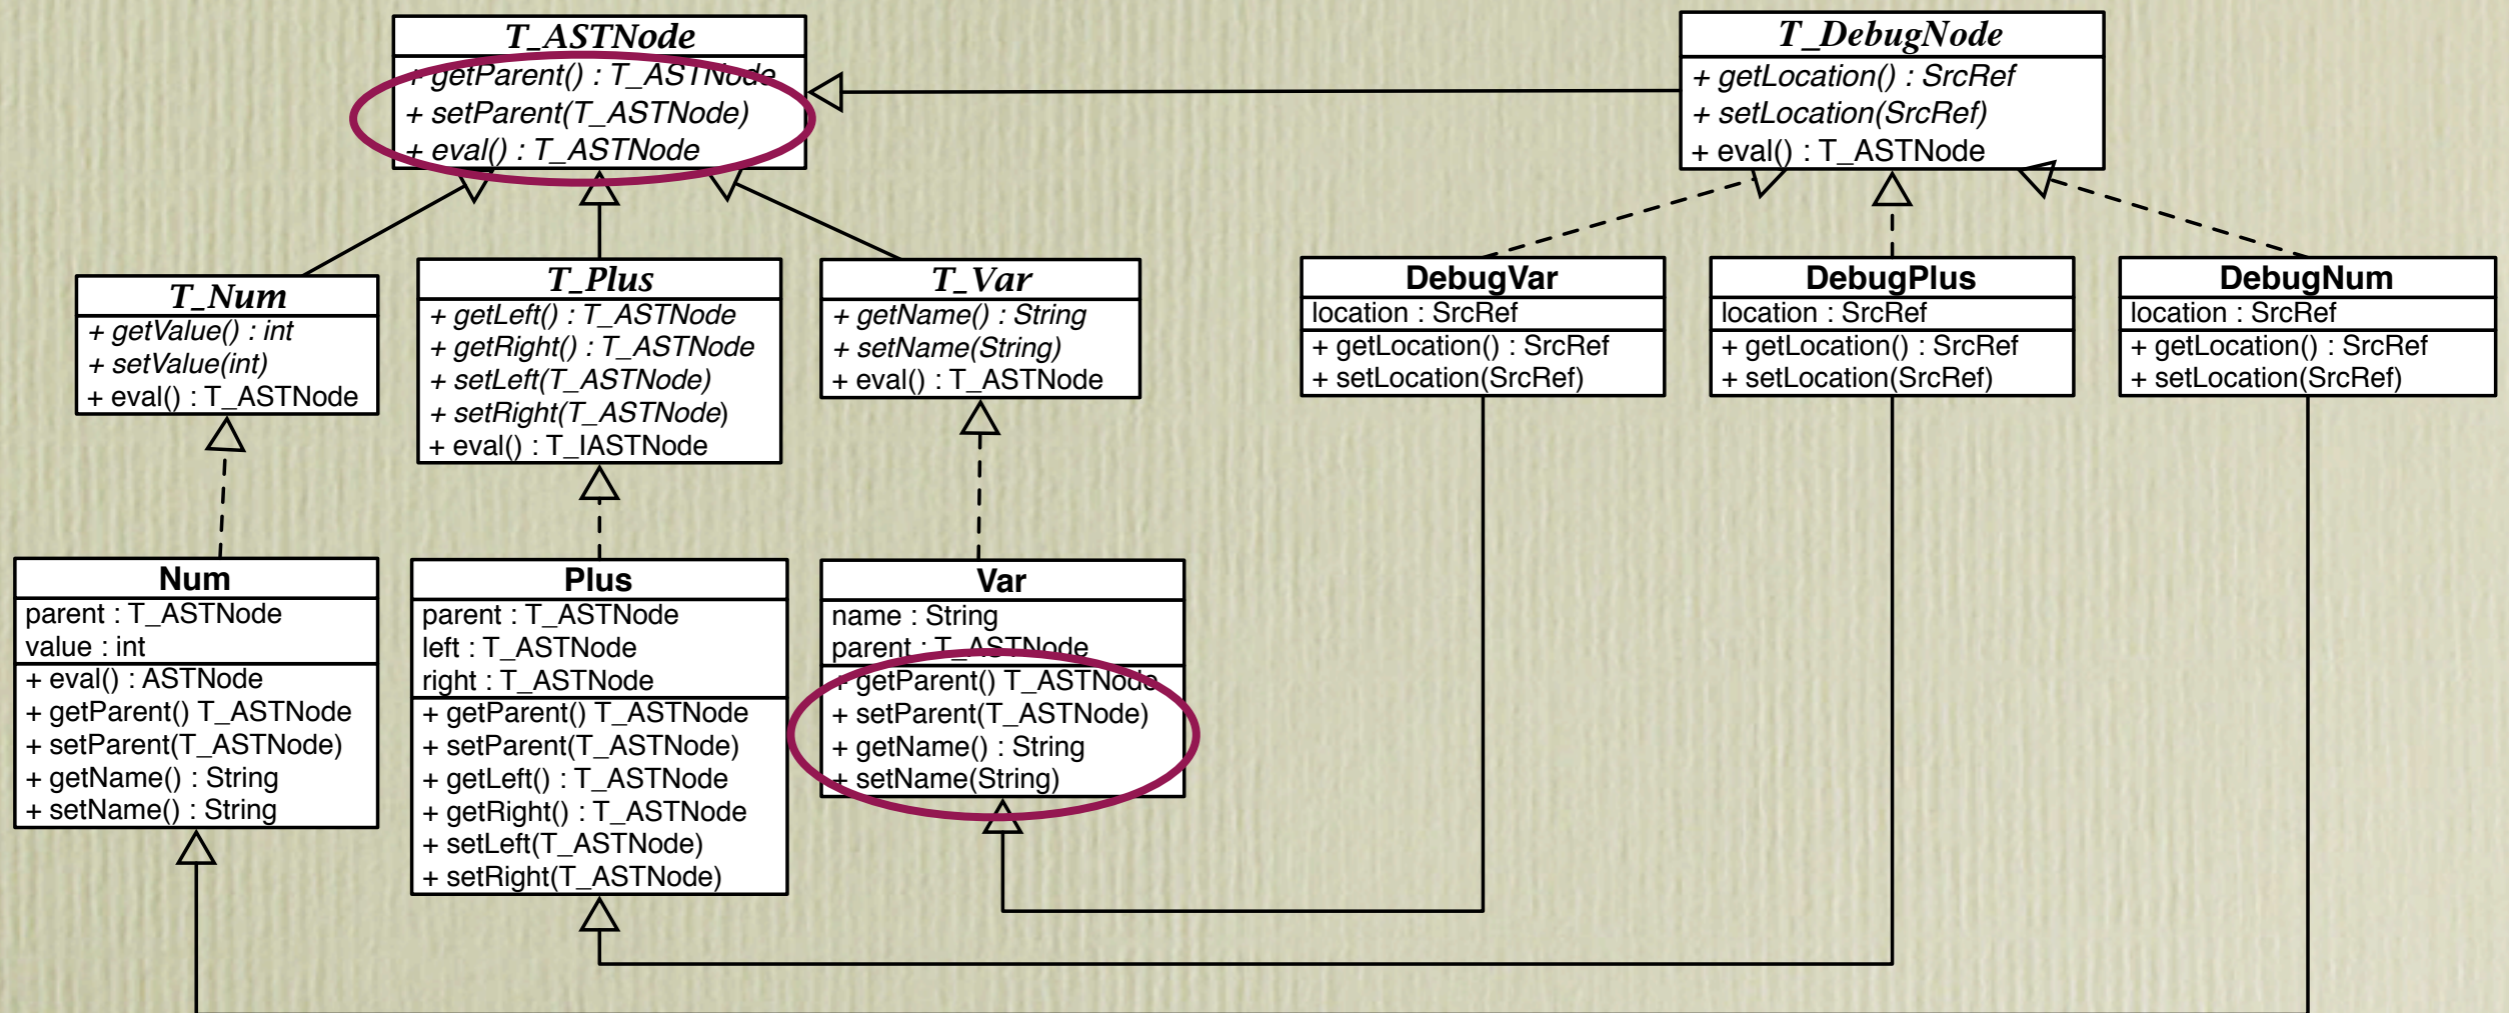 T_ASTNode
+ getParent() : T_ASTNode
+ setParent(T_ASTNode)
+ eval() : T_ASTNode
T_DebugNode
+ getLocation() : SrcRef
+ setLocation(SrcRef)
+ eval() : T_ASTNode
T_Num
+ getValue() : int
+ setValue(int)
+ eval() : T_ASTNode
T_Plus
+ getLeft() : T_ASTNode
+ getRight() : T_ASTNode
+ setLeft(T_ASTNode)
+ setRight(T_ASTNode)
+ eval() : T_IASTNode
T_Var
+ getName() : String
+ setName(String)
+ eval() : T_ASTNode
DebugVar
location : SrcRef
+ getLocation() : SrcRef
+ setLocation(SrcRef)
DebugPlus
location : SrcRef
+ getLocation() : SrcRef
+ setLocation(SrcRef)
DebugNum
location : SrcRef
+ getLocation() : SrcRef
+ setLocation(SrcRef)
Num
parent : T_ASTNode
value : int
+ eval() : ASTNode
+ getParent() T_ASTNode
+ setParent(T_ASTNode)
+ getName() : String
+ setName() : String
Plus
parent : T_ASTNode
left : T_ASTNode
right : T_ASTNode
+ getParent() T_ASTNode
+ setParent(T_ASTNode)
+ getLeft() : T_ASTNode
+ getRight() : T_ASTNode
+ setLeft(T_ASTNode)
+ setRight(T_ASTNode)
Var
name : String
parent : T_ASTNode
+ getParent() T_ASTNode
+ setParent(T_ASTNode)
+ getName() : String
+ setName(String)